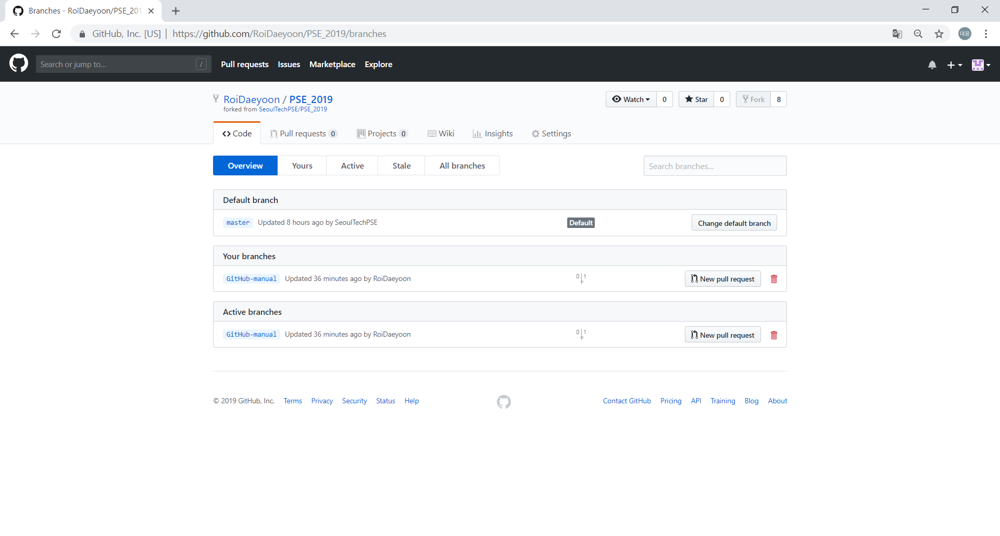 Branches · RoiDaeyoon/PSE_201
GitHub, Inc. [US] | https://github.com/RoiDaeyoon/PSE_2019/branches
대윤
Search or jump to... /
Pull requests Issues Marketplace Explore
RoiDaeyoon / PSE_2019
Watch 0 Star 0 Fork 8
forked from SeoulTechPSE/PSE_2019
Code Pull requests 0 Projects 0 Wiki Insights Settings
Overview Yours Active Stale All branches Search branches...
Default branch
master Updated 8 hours ago by SeoulTechPSE Default Change default branch
Your branches
GitHub-manual Updated 36 minutes ago by RoiDaeyoon 0 | 1 New pull request
Active branches
GitHub-manual Updated 36 minutes ago by RoiDaeyoon 0 | 1 New pull request
© 2019 GitHub, Inc. Terms Privacy Security Status Help Contact GitHub Pricing API Training Blog About